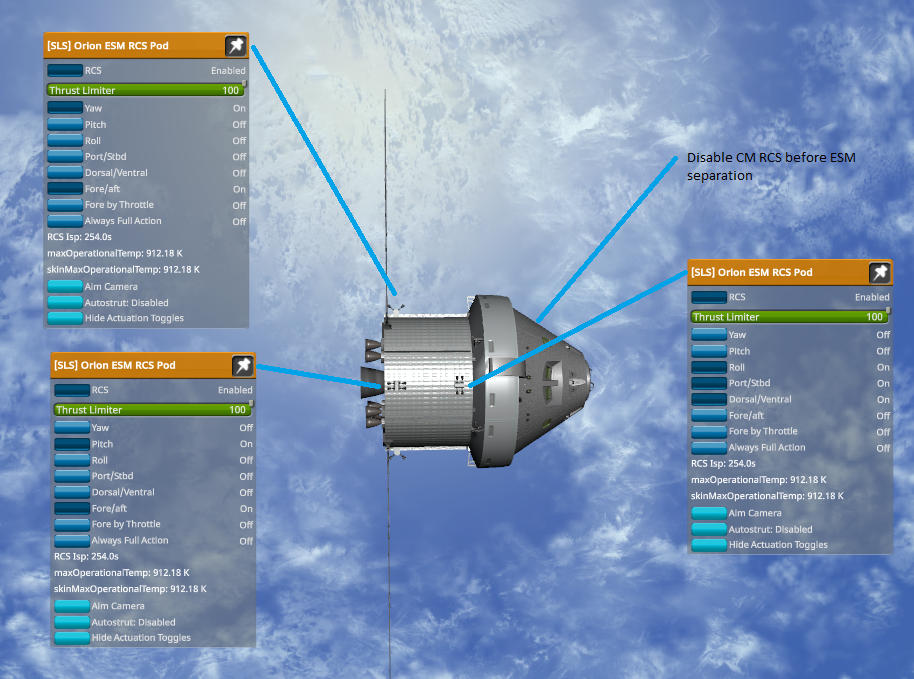 [SLS] Orion ESM RCS Pod
RCS Enabled
Thrust Limiter 100
Yaw On
Pitch Off
Roll Off
Port/Stbd Off
Dorsal/Ventral Off
Fore/aft On
Fore by Throttle Off
Always Full Action Off
RCS Isp: 254.0s
maxOperationalTemp: 912.18 K
skinMaxOperationalTemp: 912.18 K
Aim Camera
Autostrut: Disabled
Hide Actuation Toggles
Disable CM RCS before ESM
separation
[SLS] Orion ESM RCS Pod
RCS Enabled
Thrust Limiter 100
Yaw Off
Pitch Off
Roll On
Port/Stbd On
Dorsal/Ventral On
Fore/aft Off
Fore by Throttle Off
Always Full Action Off
RCS Isp: 254.0s
maxOperationalTemp: 912.18 K
skinMaxOperationalTemp: 912.18 K
Aim Camera
Autostrut: Disabled
Hide Actuation Toggles
[SLS] Orion ESM RCS Pod
RCS Enabled
Thrust Limiter 100
Yaw Off
Pitch On
Roll Off
Port/Stbd Off
Dorsal/Ventral Off
Fore/aft On
Fore by Throttle Off
Always Full Action Off
RCS Isp: 254.0s
maxOperationalTemp: 912.18 K
skinMaxOperationalTemp: 912.18 K
Aim Camera
Autostrut: Disabled
Hide Actuation Toggles